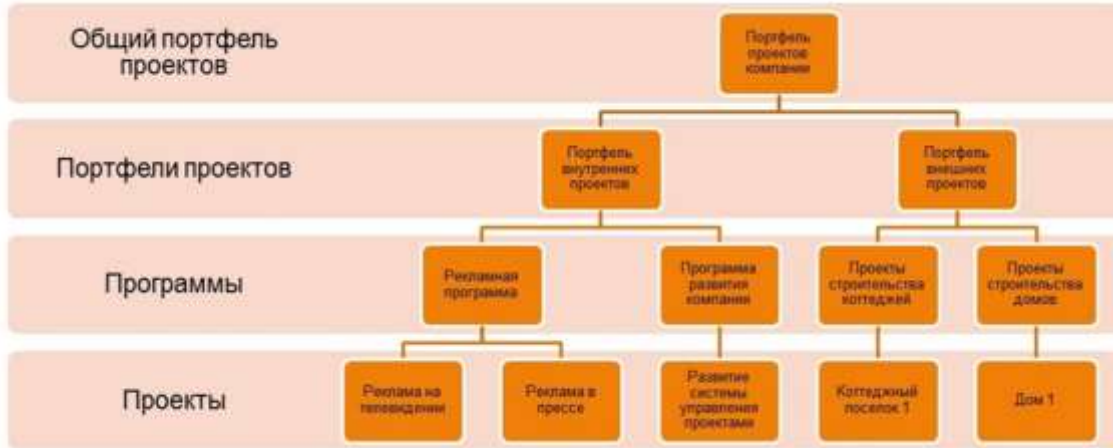 Общий портфель
проектов
Портфель
проектов
компании
Портфели проектов
Портфель
внутренних
проектов
Портфель
внешних
проектов
Программы
Рекламная
программа
Программа
развития
компании
Проекты
строительства
коттеджей
Проекты
строительства
домов
Проекты
Реклама на
телевидении
Реклама в
прессе
Развитие
системы
управления
проектами
Коттеджный
поселок 1
Дом 1